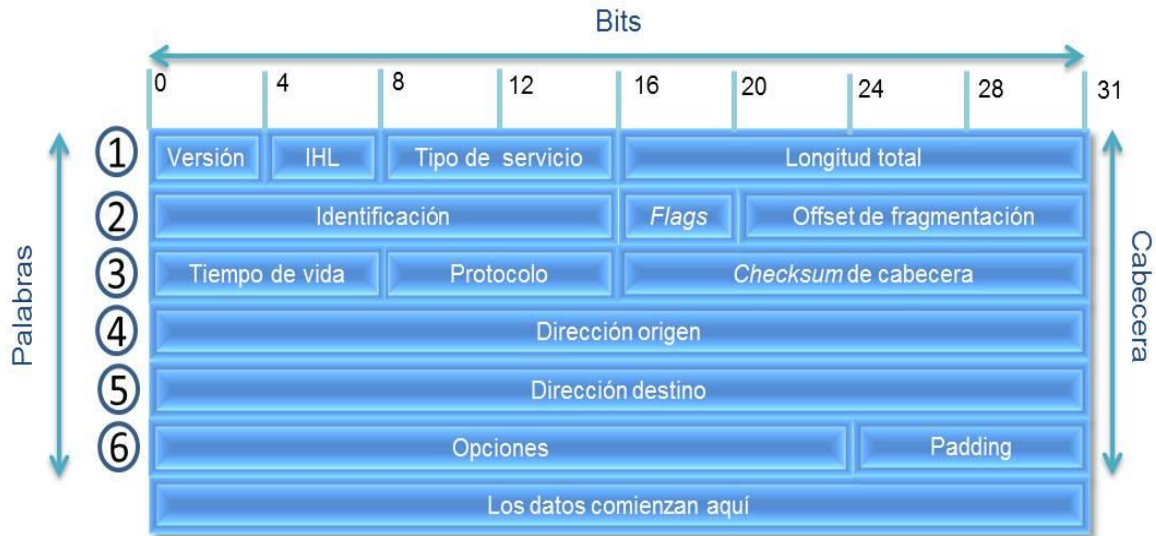 Bits
0 4 8 12 16 20 24 28 31
Palabras
Cabecera
1 Versión IHL Tipo de servicio Longitud total
2 Identificación Flags Offset de fragmentación
3 Tiempo de vida Protocolo Checksum de cabecera
4 Dirección origen
5 Dirección destino
6 Opciones Padding
Los datos comienzan aquí